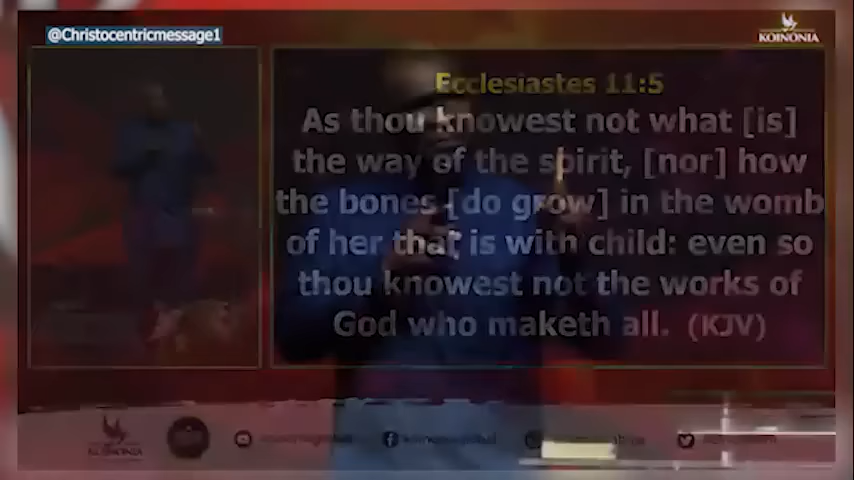 @Christocentricmessage1
KOINONIA
Ecclesiastes 11:5
As thou knowest not what [is]
the way of the spirit, [nor] how
the bones [do grow] in the womb
of her that is with child: even so
thou knowest not the works of
God who maketh all. (KJV)
KOINONIA